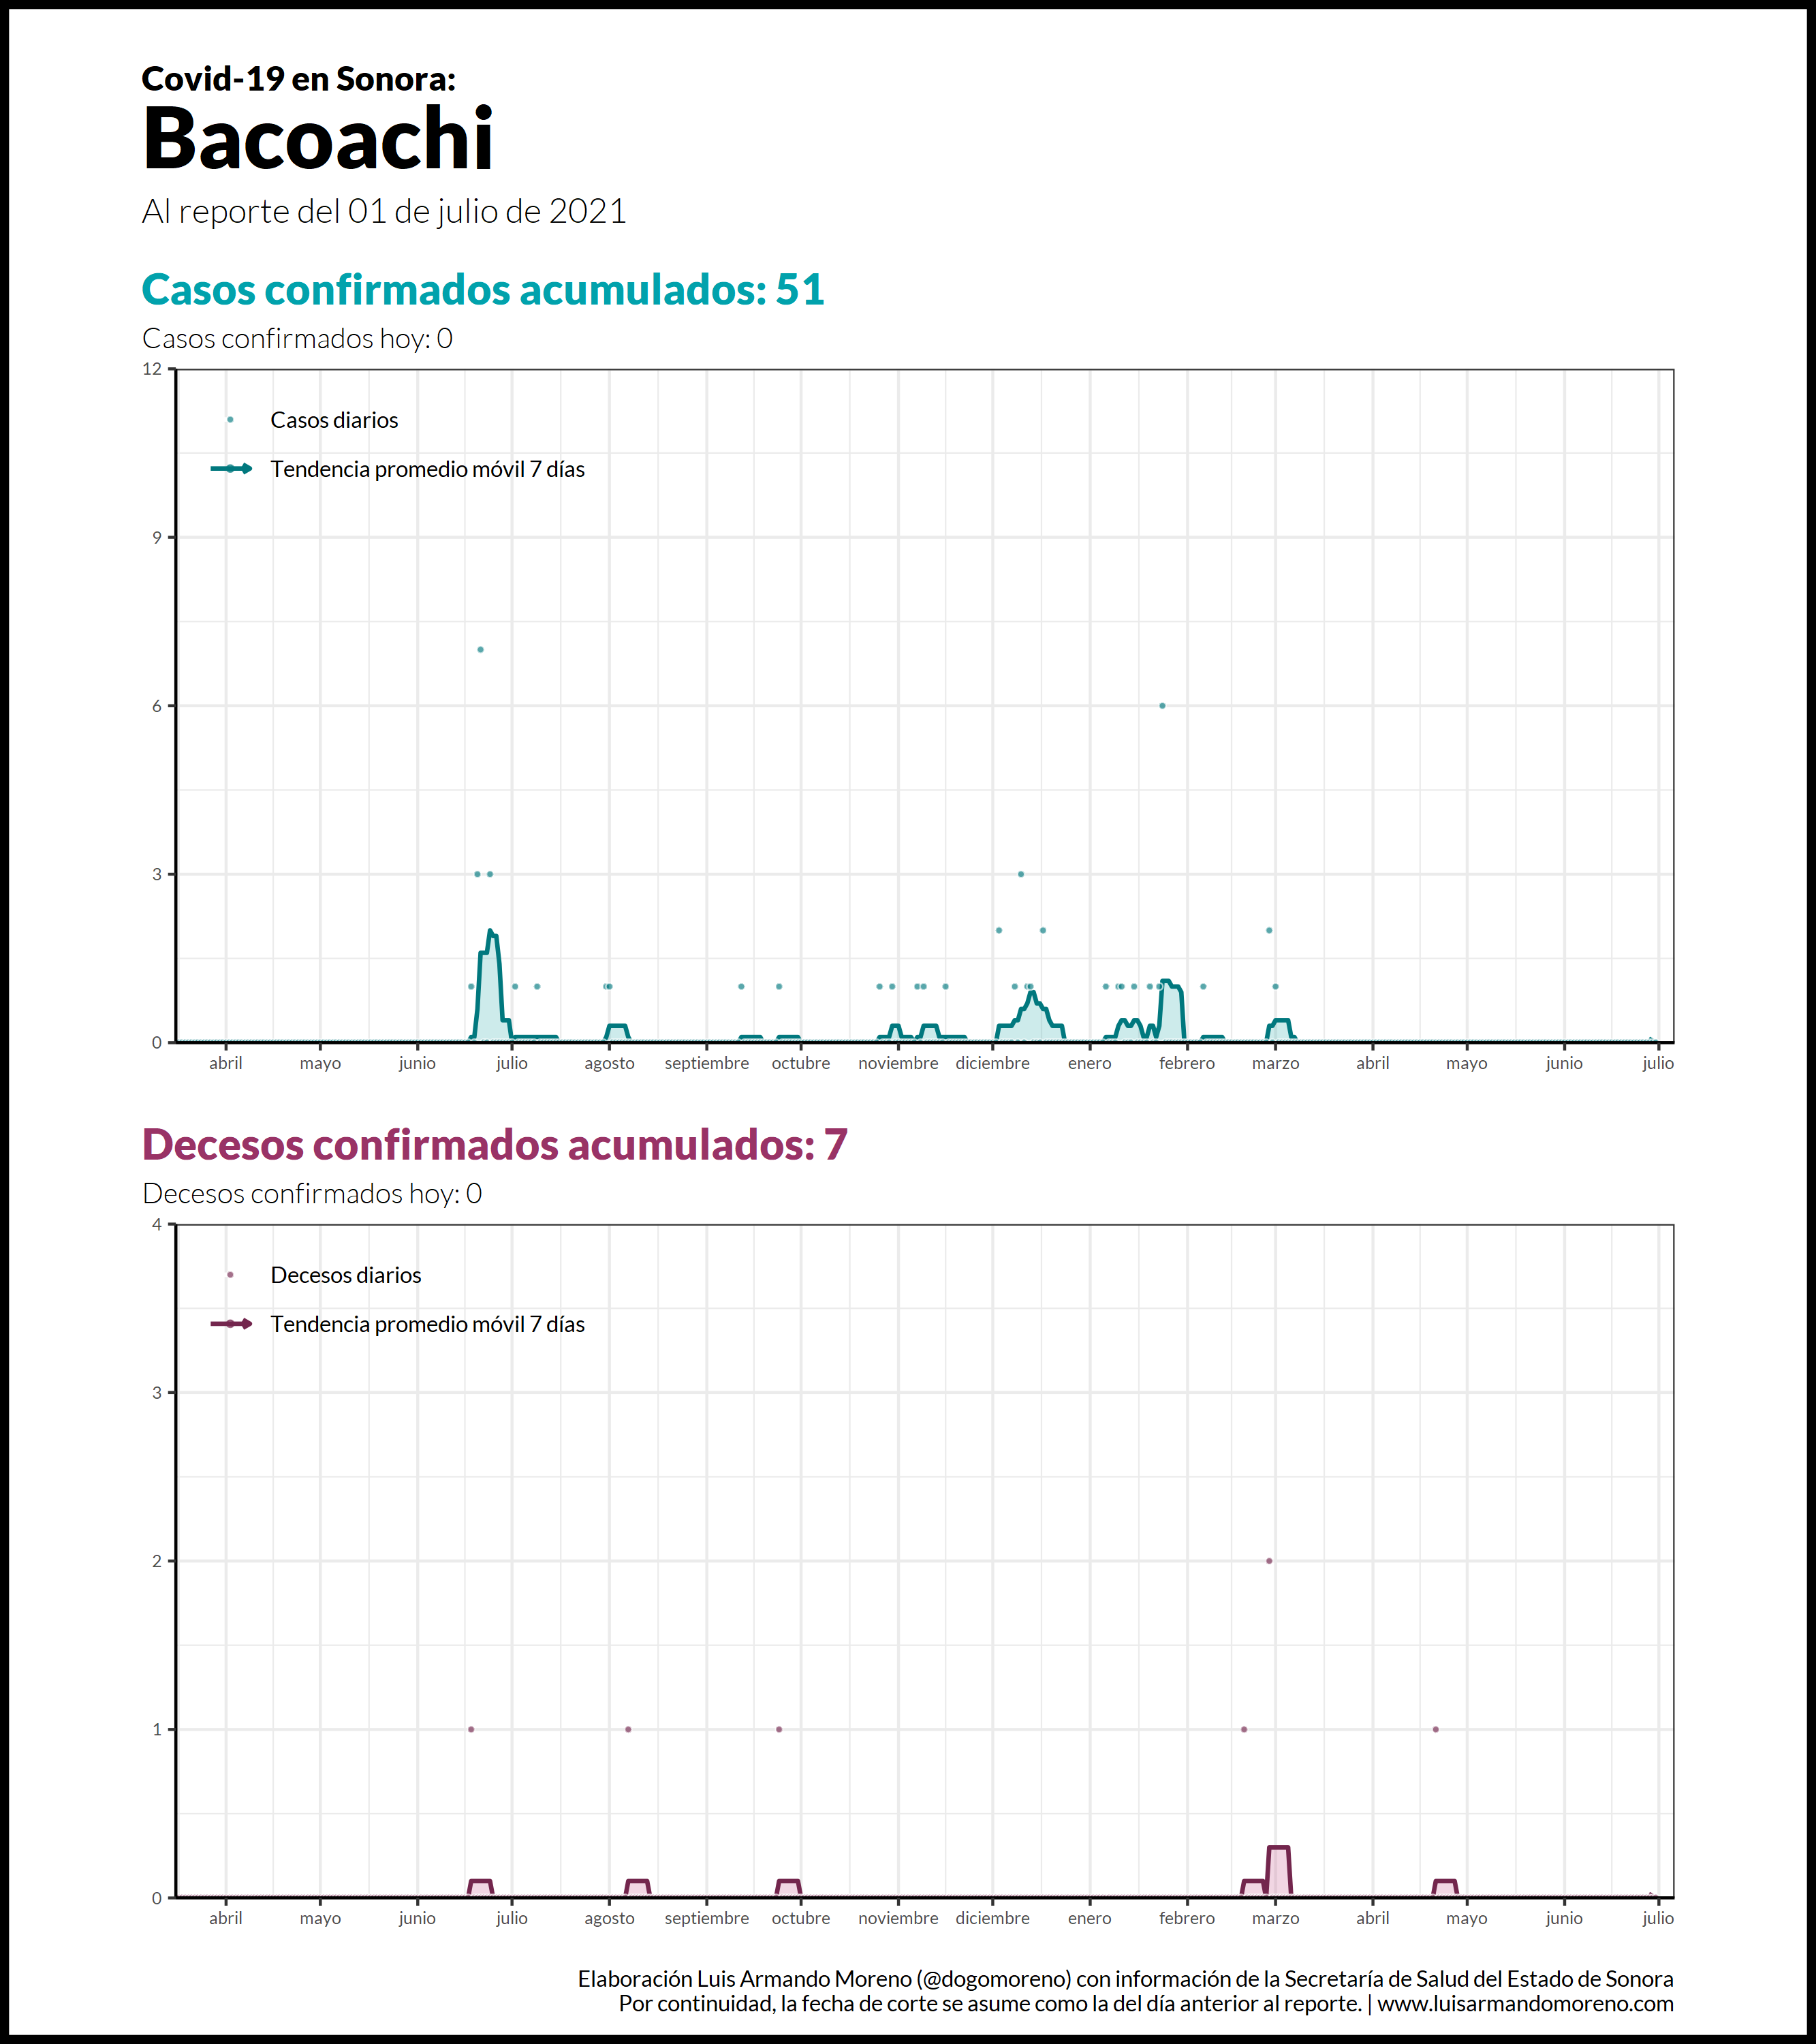 Covid-19 en Sonora:
Bacoachi
Al reporte del 01 de julio de 2021
Casos confirmados acumulados: 51
Casos confirmados hoy: 0
12
9
6
3
0
Casos diarios
Tendencia promedio móvil 7 días
abril mayo junio julio agosto septiembre octubre noviembre diciembre enero febrero marzo abril mayo junio julio
Decesos confirmados acumulados: 7
Decesos confirmados hoy: 0
4
3
2
1
0
Decesos diarios
Tendencia promedio móvil 7 días
abril mayo junio julio agosto septiembre octubre noviembre diciembre enero febrero marzo abril mayo junio julio
Elaboración Luis Armando Moreno (@dogomoreno) con información de la Secretaría de Salud del Estado de Sonora
Por continuidad, la fecha de corte se asume como la del día anterior al reporte. | www.luisarmandomoreno.com